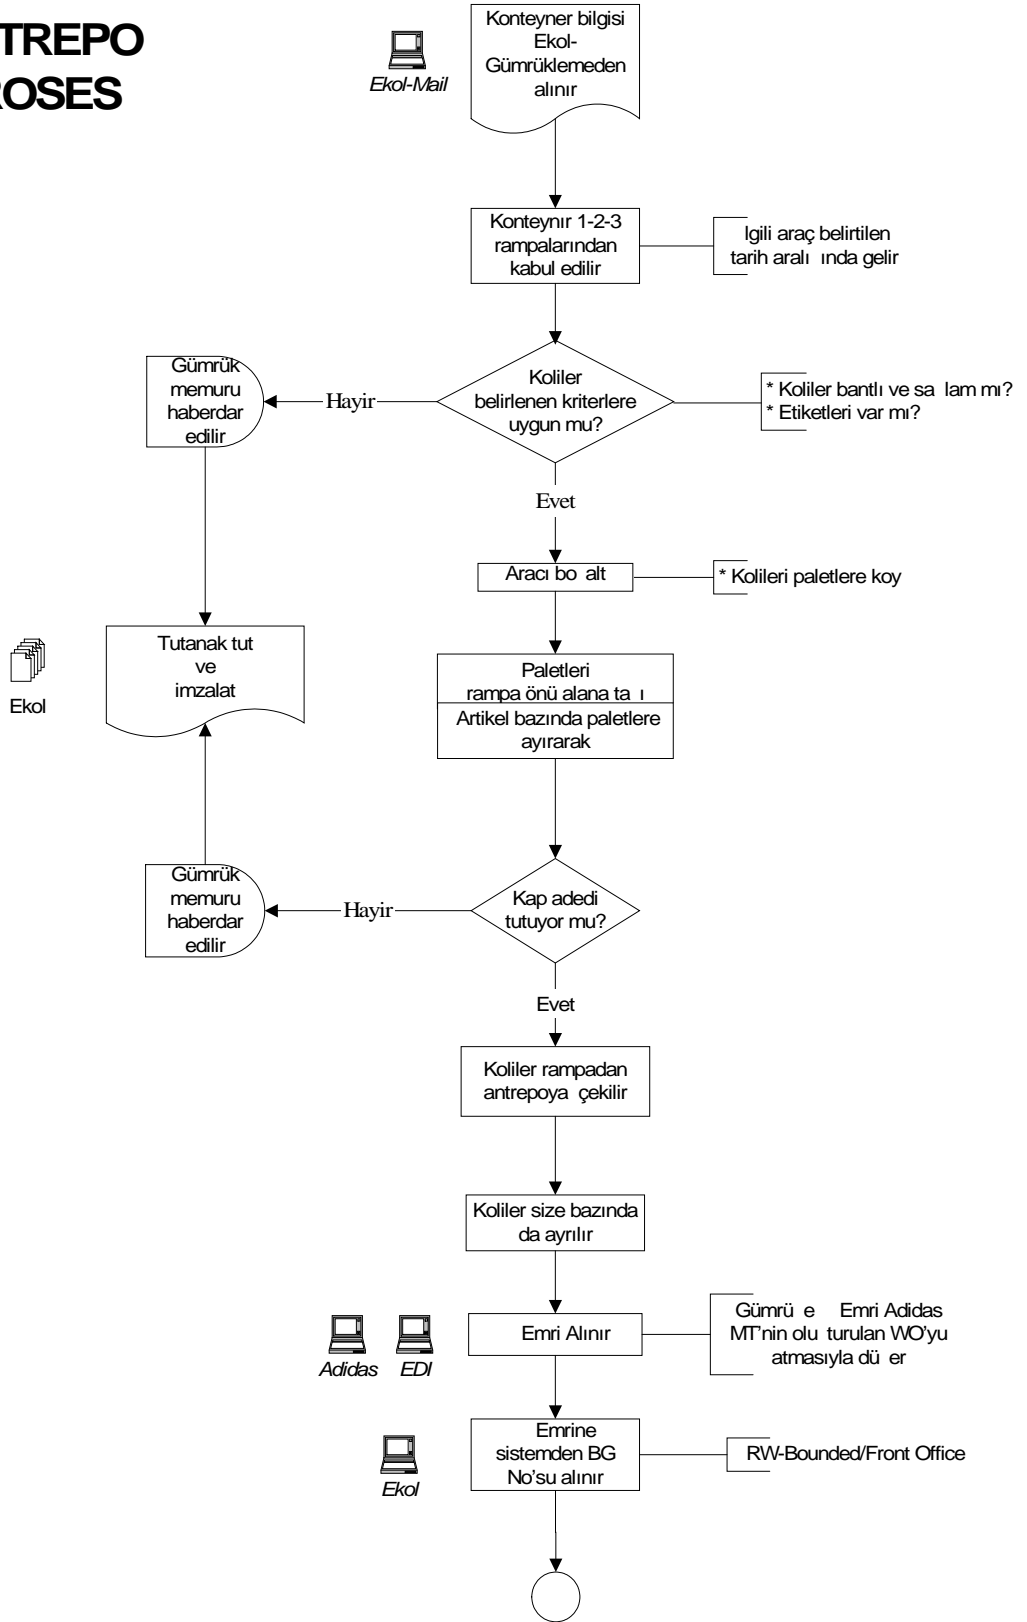 TREPO
ROSES
Ekol-Mail
Konteyner bilgisi
Ekol-
Gümrüklemeden
alınır
Konteynır 1-2-3
rampalarından
kabul edilir
Igili araç belirtilen
tarih aralı ında gelir
Gümrük
memuru
haberdar
edilir
Hayir
Koliler
belirlenen kriterlere
uygun mu?
* Koliler bantlı ve sa lam mı?
* Etiketleri var mı?
Evet
Aracı bo alt
* Kolileri paletlere koy
Ekol
Tutanak tut
ve
imzalat
Paletleri
rampa önü alana ta ı
Artikel bazında paletlere
ayırarak
Gümrük
memuru
haberdar
edilir
Hayir
Kap adedi
tutuyor mu?
Evet
Koliler rampadan
antrepoya çekilir
Koliler size bazında
da ayrılır
Adidas EDI
Emri Alınır
Gümrü e Emri Adidas
MT'nin olu turulan WO'yu
atmasıyla dü er
Ekol
Emrine
sistemden BG
No'su alınır
RW-Bounded/Front Office